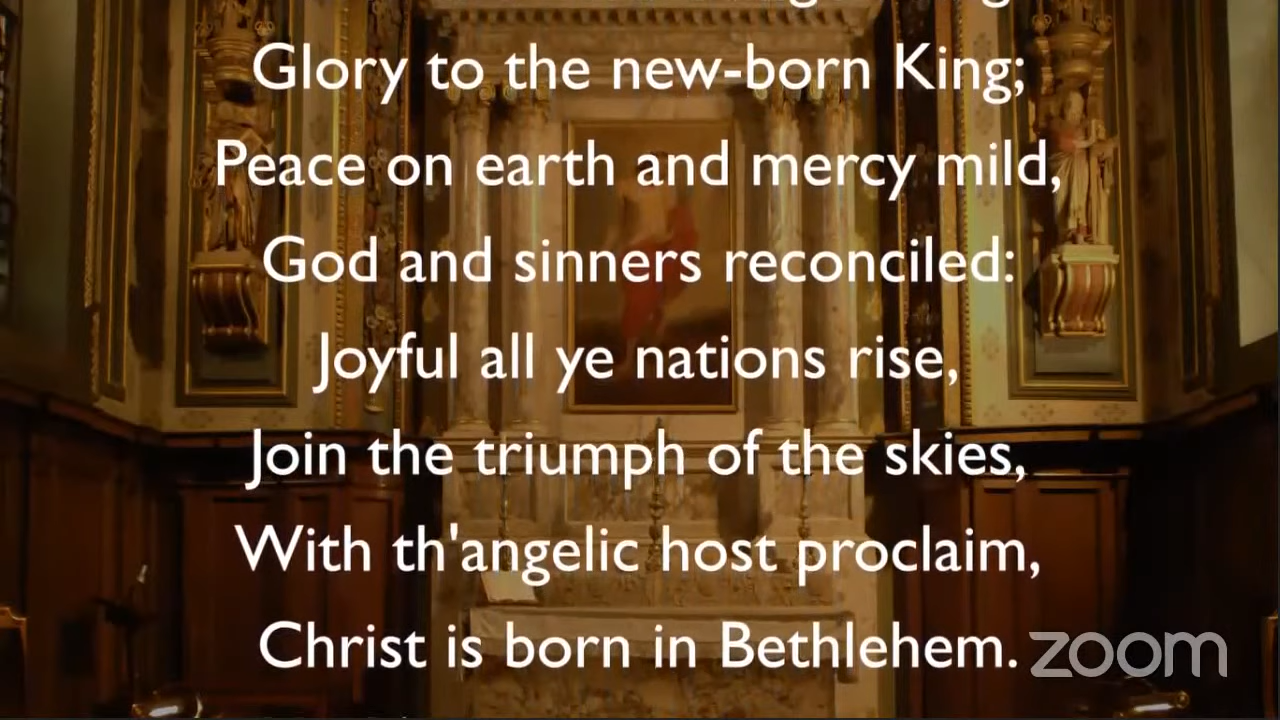 Glory to the new-born King;
Peace on earth and mercy mild,
God and sinners reconciled:
Joyful all ye nations rise,
Join the triumph of the skies,
With th'angelic host proclaim,
Christ is born in Bethlehem.
zoom